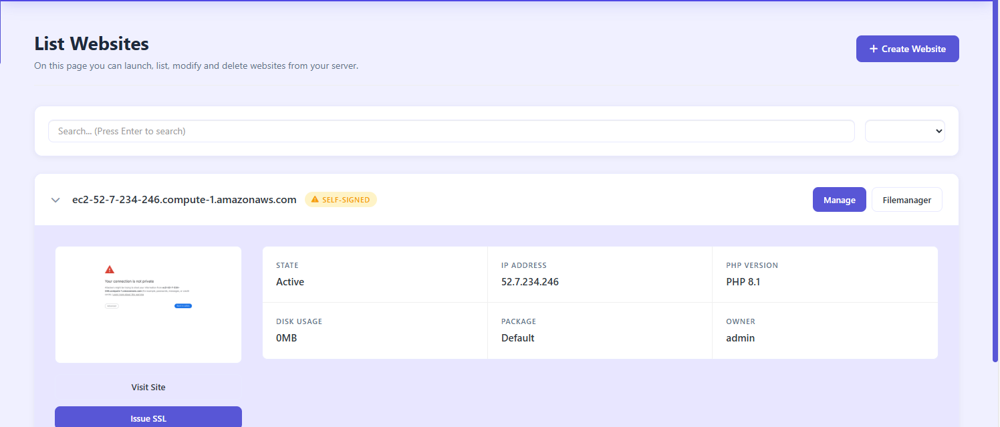 List Websites
On this page you can launch, list, modify and delete websites from your server.
+ Create Website
Search... (Press Enter to search)
ec2-52-7-234-246.compute-1.amazonaws.com
SELF-SIGNED
Manage
Filemanager
Your connection is not private
STATE
Active
IP ADDRESS
52.7.234.246
PHP VERSION
PHP 8.1
DISK USAGE
0MB
PACKAGE
Default
OWNER
admin
Visit Site
Issue SSL